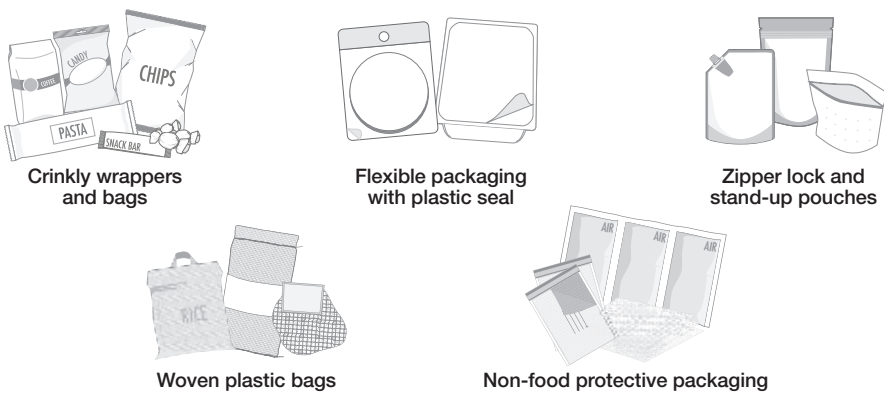 COFFEE
CANDY
CHIPS
PASTA
SNACK BAR
Crinkly wrappers
and bags
Flexible packaging
with plastic seal
Zipper lock and
stand-up pouches
RICE
Woven plastic bags
AIR
AIR
AIR
Non-food protective packaging